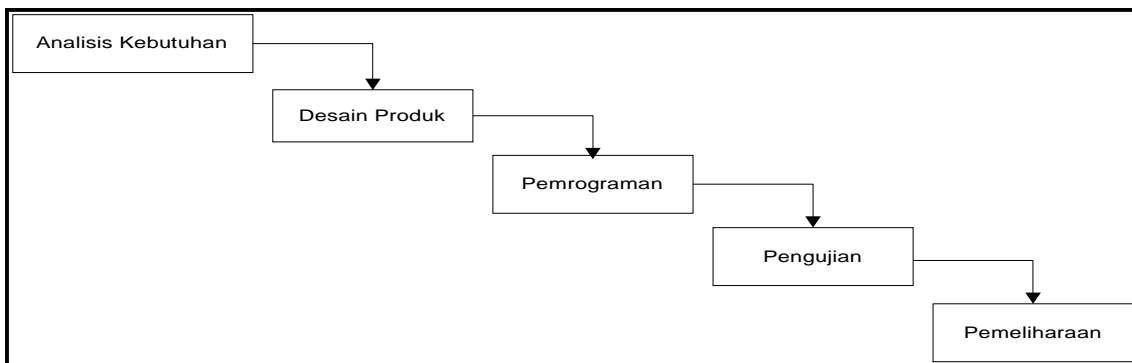 Analisis Kebutuhan
Desain Produk
Pemrograman
Pengujian
Pemeliharaan